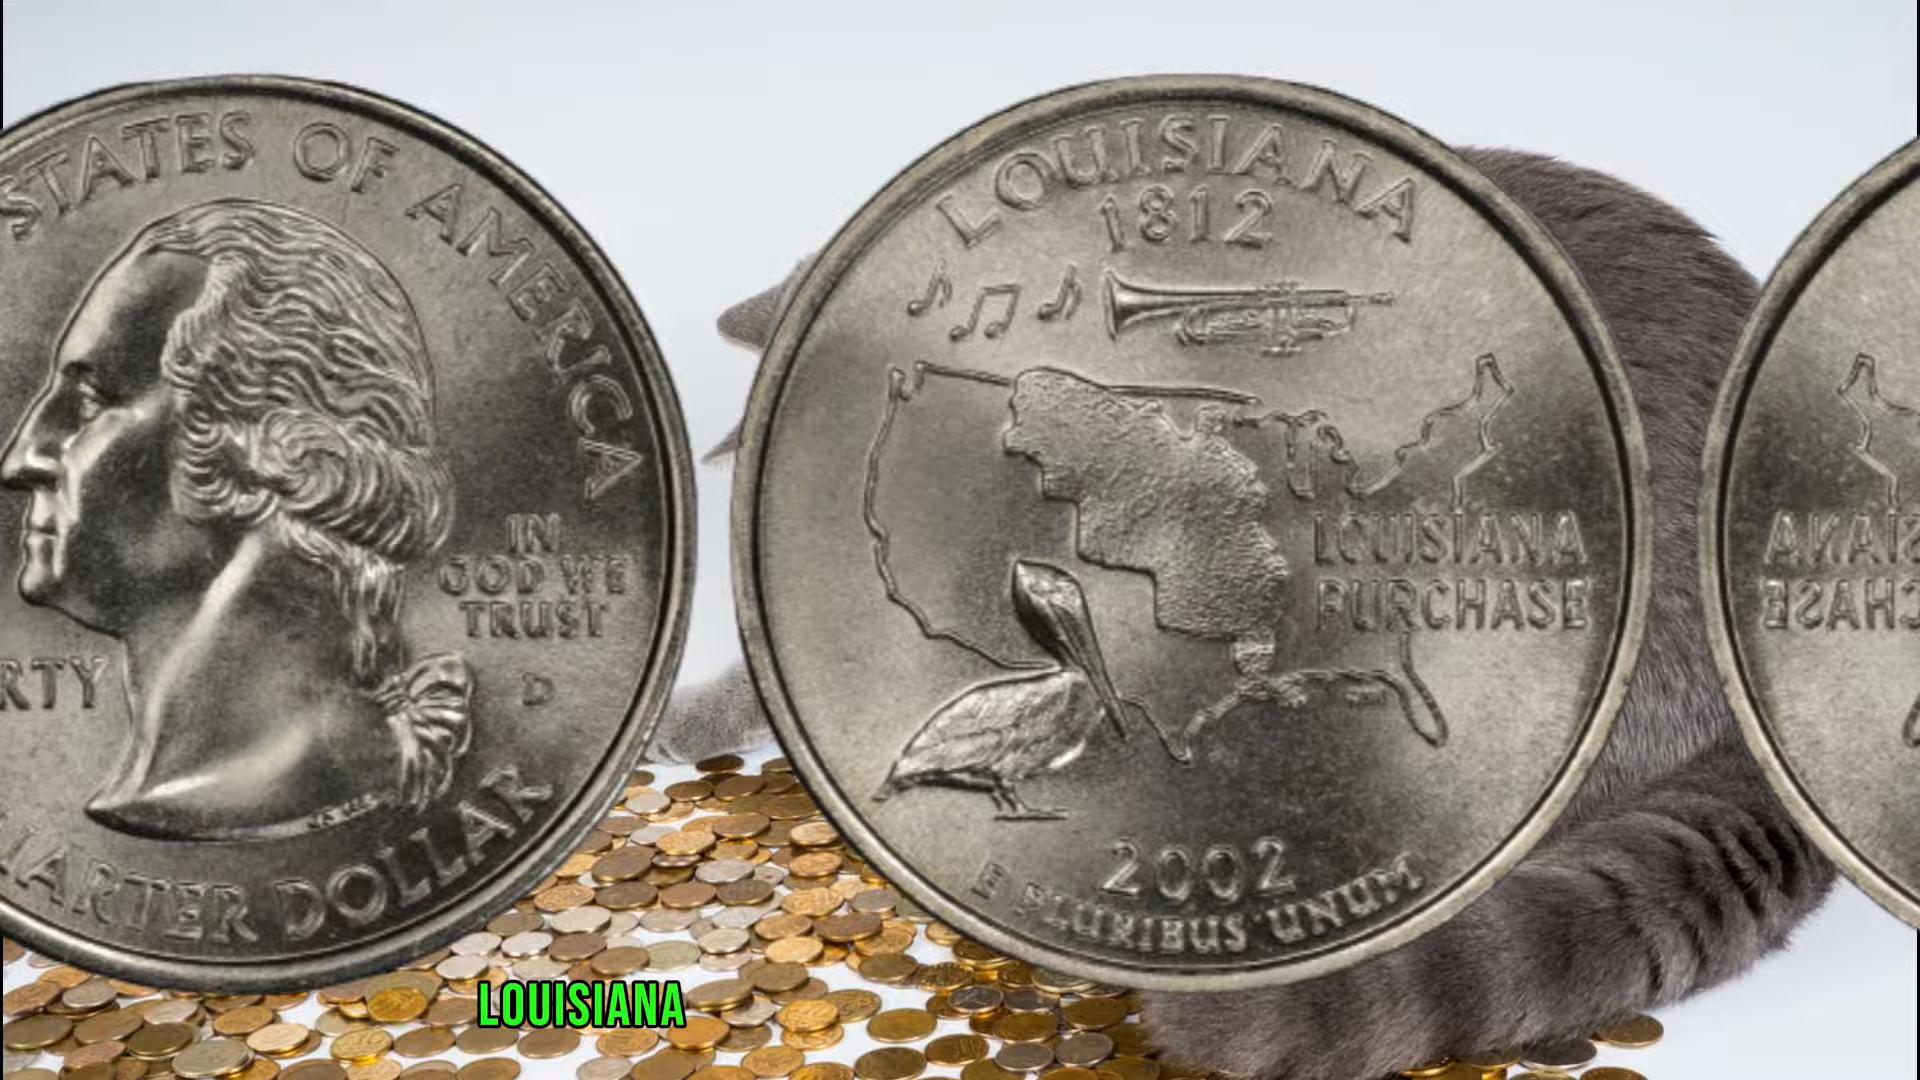 STATES OF AMERICA
IN
GOD WE
TRUST
RTY
D
ARTER DOLLAR
LOUISIANA
1812
LOUISIANA
PURCHASE
2002
E PLURIBUS UNUM
LOUISIANA